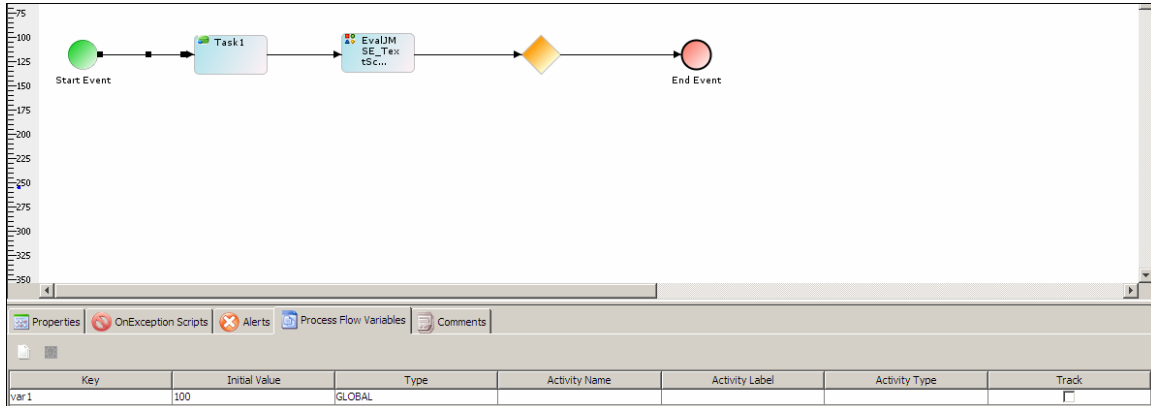 75
100
125
150
175
200
225
250
275
300
325
350
Start Event
Task1
EvalJM
SE_Tex
tSc...
End Event
Properties OnException Scripts Alerts Process Flow Variables Comments
Key Initial Value Type Activity Name Activity Label Activity Type Track
var1 100 GLOBAL